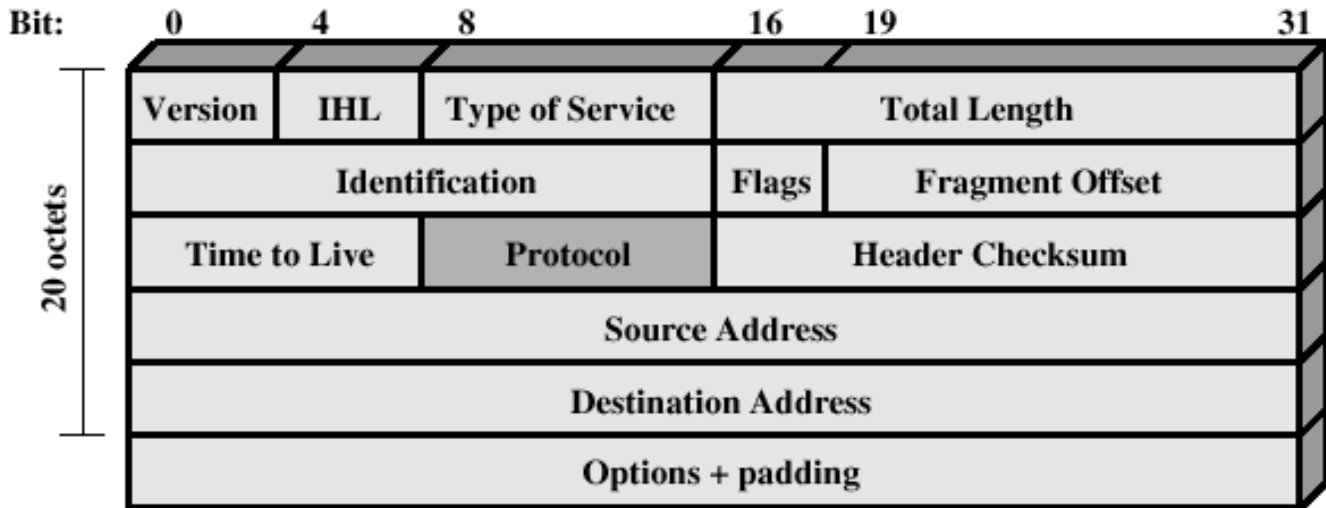 Bit: 0 4 8 16 19 31
Version IHL Type of Service Total Length
Identification Flags Fragment Offset
Time to Live Protocol Header Checksum
20 octets
Source Address
Destination Address
Options + padding